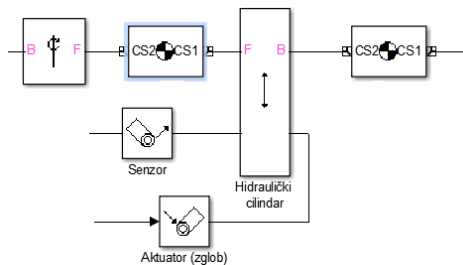 B F CS2 CS1 F B CS2 CS1
Senzor
Hidraulički
cilindar
Aktuator (zglob)